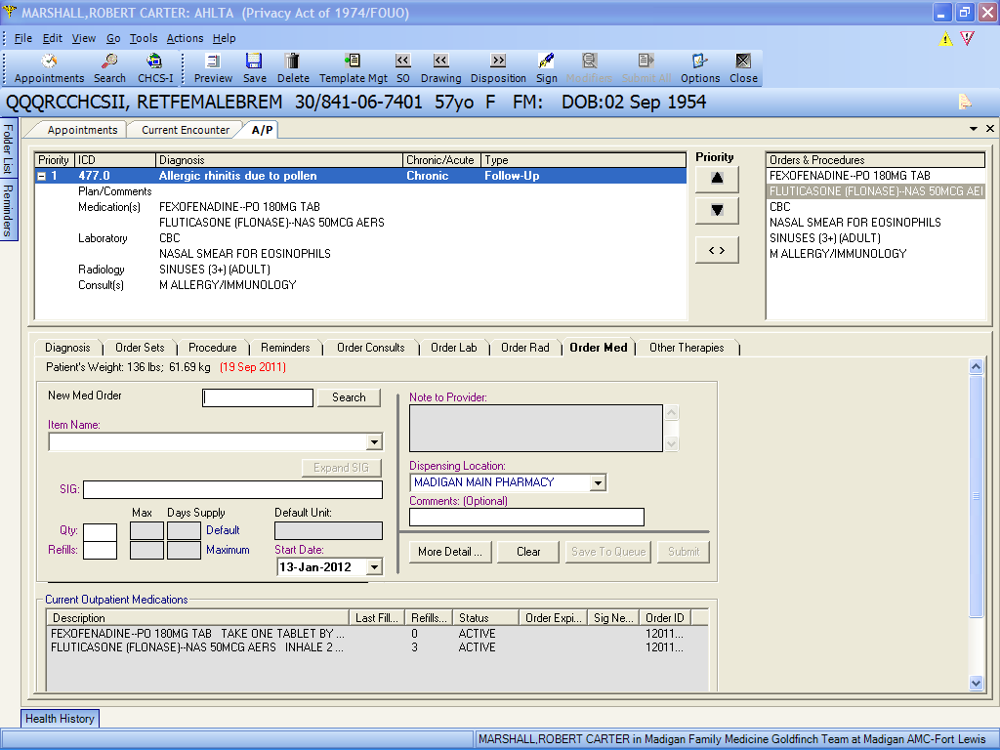 MARSHALL,ROBERT CARTER: AHLTA (Privacy Act of 1974/FOUO)
File Edit View Go Tools Actions Help
Appointments Search CHCS-I Preview Save Delete Template Mgt SO Drawing Disposition Sign Modifiers Submit All Options Close
QQQRCCHCSII, RETFEMALEBREM 30/841-06-7401 57yo F FM: DOB:02 Sep 1954
Folder List
Reminders
Appointments Current Encounter A/P
Priority ICD Diagnosis Chronic/Acute Type
1 477.0 Allergic rhinitis due to pollen Chronic Follow-Up
Plan/Comments
Medication(s) FEXOFENADINE--PO 180MG TAB
FLUTICASONE (FLONASE)--NAS 50MCG AERS
Laboratory CBC
NASAL SMEAR FOR EOSINOPHILS
Radiology SINUSES (3+) (ADULT)
Consult(s) M ALLERGY/IMMUNOLOGY
Priority
< >
Orders & Procedures
FEXOFENADINE--PO 180MG TAB
FLUTICASONE (FLONASE)--NAS 50MCG AEI
CBC
NASAL SMEAR FOR EOSINOPHILS
SINUSES (3+) (ADULT)
M ALLERGY/IMMUNOLOGY
Diagnosis Order Sets Procedure Reminders Order Consults Order Lab Order Rad Order Med Other Therapies
Patient's Weight: 136 lbs; 61.69 kg (19 Sep 2011)
New Med Order Search
Item Name:
Expand SIG
SIG:
Max Days Supply Default Unit:
Qty: Default
Refills: Maximum
Start Date:
13-Jan-2012
Note to Provider:
Dispensing Location:
MADIGAN MAIN PHARMACY
Comments: (Optional)
More Detail ... Clear Save To Queue Submit
Current Outpatient Medications
Description Last Fill... Refills... Status Order Expi... Sig Ne... Order ID
FEXOFENADINE--PO 180MG TAB TAKE ONE TABLET BY ... 0 ACTIVE 12011...
FLUTICASONE (FLONASE)--NAS 50MCG AERS INHALE 2 ... 3 ACTIVE 12011...
Health History
MARSHALL,ROBERT CARTER in Madigan Family Medicine Goldfinch Team at Madigan AMC-Fort Lewis